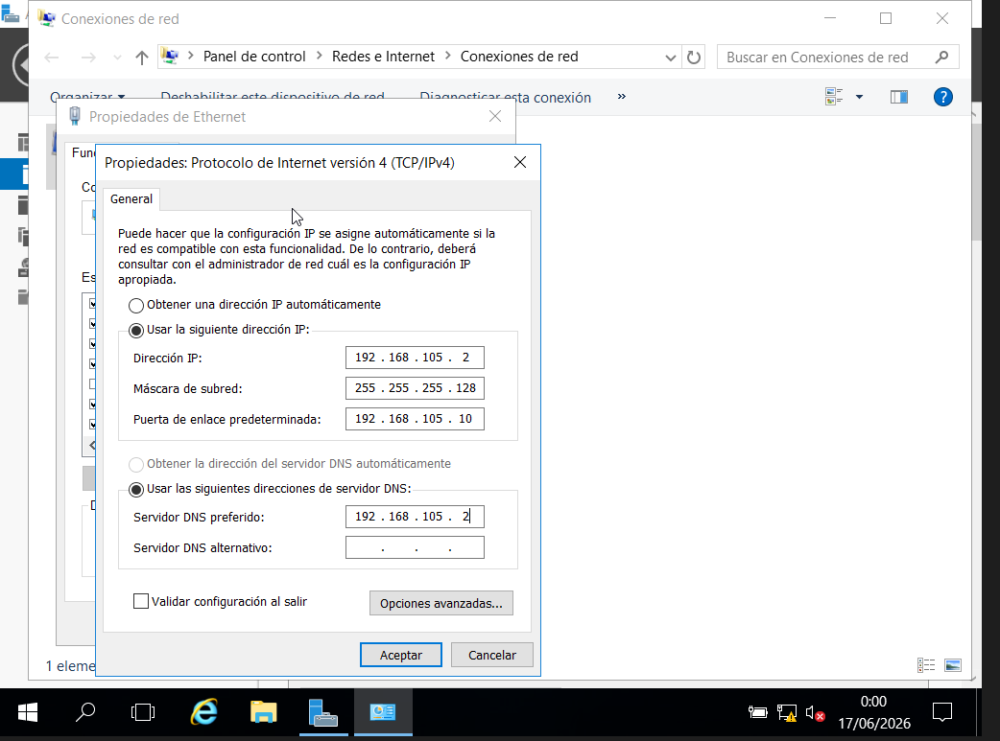 Conexiones de red
Panel de control
Redes e Internet
Conexiones de red
Buscar en Conexiones de red
Organizar
Deshabilitar este dispositivo de red
Diagnosticar esta conexión
»
Propiedades de Ethernet
Propiedades: Protocolo de Internet versión 4 (TCP/IPv4)
General
Puede hacer que la configuración IP se asigne automáticamente si la
red es compatible con esta funcionalidad. De lo contrario, deberá
consultar con el administrador de red cuál es la configuración IP
apropiada.
Obtener una dirección IP automáticamente
Usar la siguiente dirección IP:
Dirección IP: 192 . 168 . 105 . 2
Máscara de subred: 255 . 255 . 255 . 128
Puerta de enlace predeterminada: 192 . 168 . 105 . 10
Obtener la dirección del servidor DNS automáticamente
Usar las siguientes direcciones de servidor DNS:
Servidor DNS preferido: 192 . 168 . 105 . 2
Servidor DNS alternativo: . . .
Validar configuración al salir
Opciones avanzadas...
Aceptar
Cancelar
1 eleme
0:00
17/06/2026